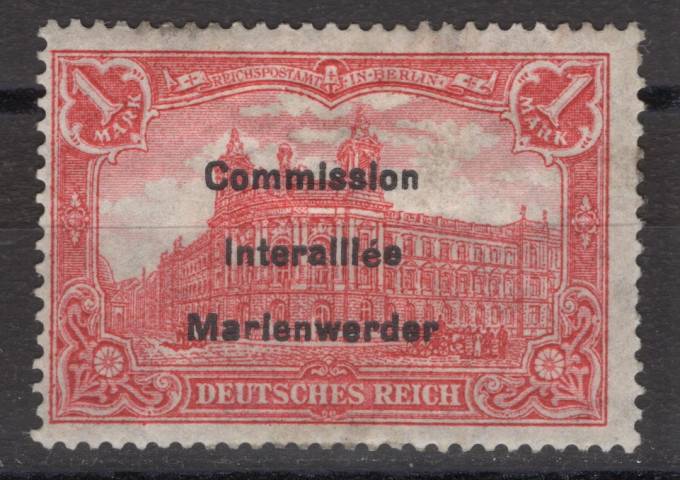 REICHSPOSTAMT IN BERLIN
1 MARK
1 MARK
Commission
Interalliée
Marienwerder
DEUTSCHES REICH